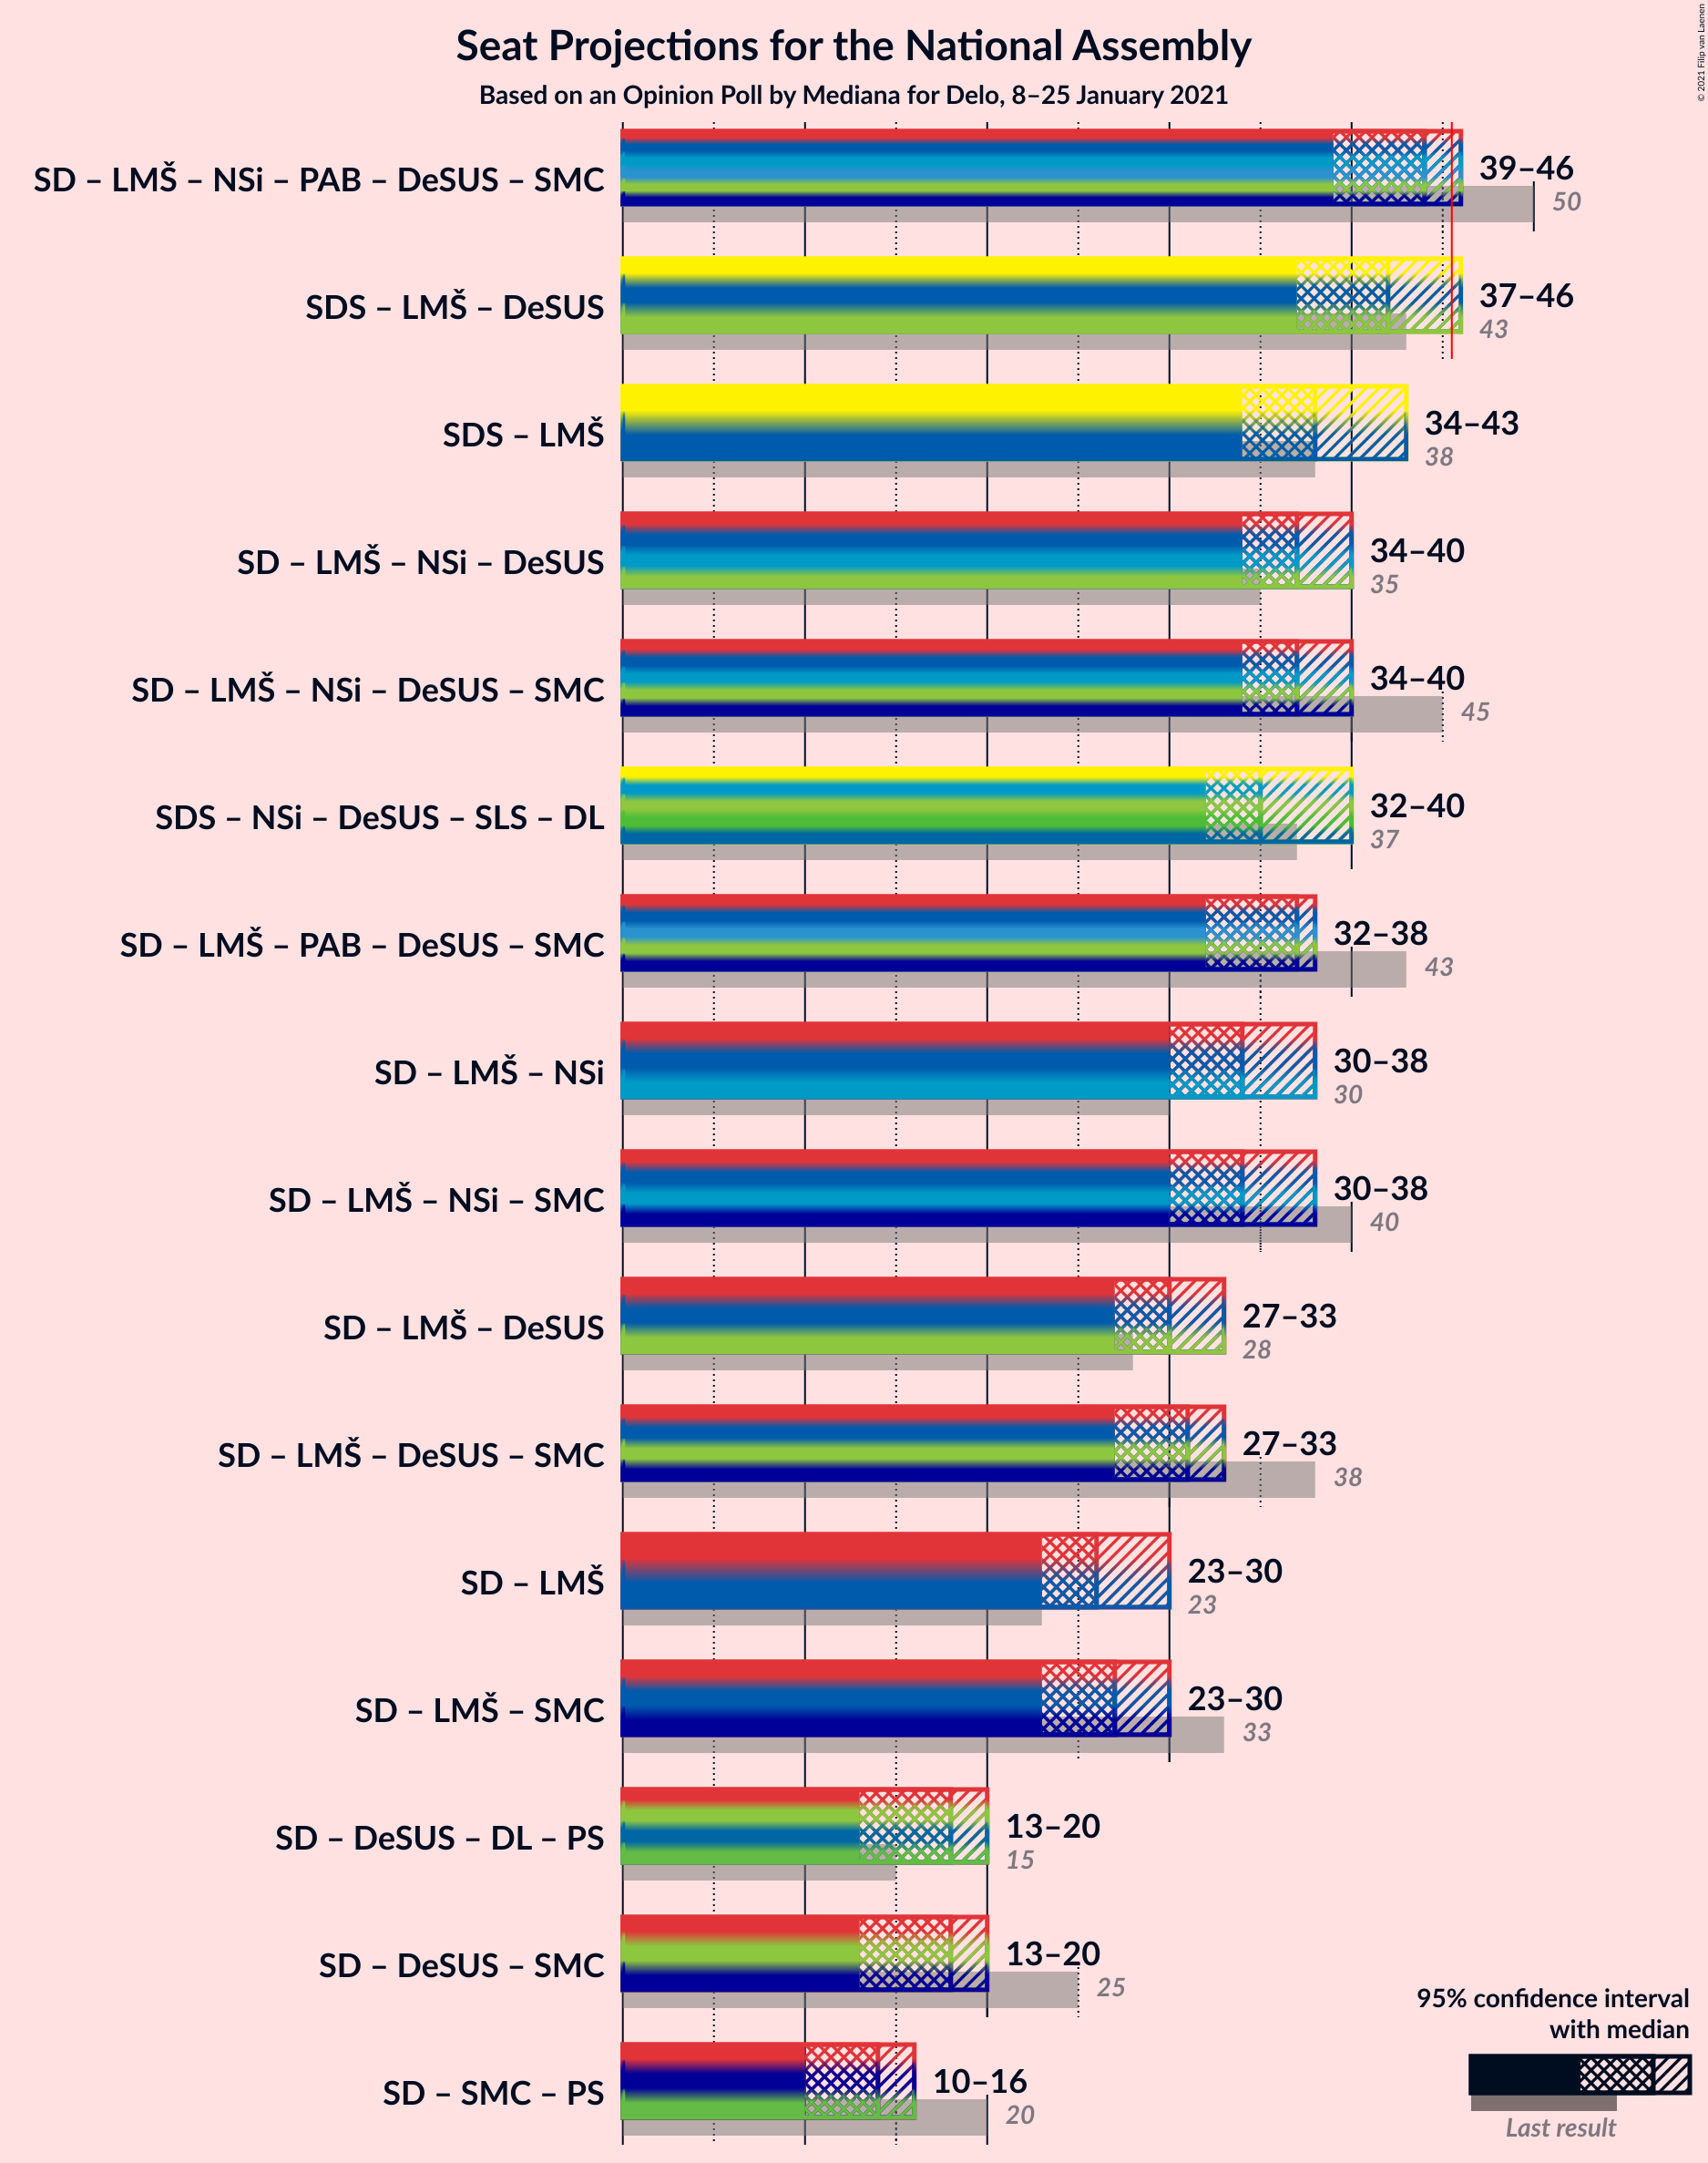 Seat Projections for the National Assembly
Based on an Opinion Poll by Mediana for Delo, 8–25 January 2021
© 2021 Filip van Laenen
SD – LMŠ – NSi – PAB – DeSUS – SMC
39–46
50
SDS – LMŠ – DeSUS
37–46
43
SDS – LMŠ
34–43
38
SD – LMŠ – NSi – DeSUS
34–40
35
SD – LMŠ – NSi – DeSUS – SMC
34–40
45
SDS – NSi – DeSUS – SLS – DL
32–40
37
SD – LMŠ – PAB – DeSUS – SMC
32–38
43
SD – LMŠ – NSi
30–38
30
SD – LMŠ – NSi – SMC
30–38
40
SD – LMŠ – DeSUS
27–33
28
SD – LMŠ – DeSUS – SMC
27–33
38
SD – LMŠ
23–30
23
SD – LMŠ – SMC
23–30
33
SD – DeSUS – DL – PS
13–20
15
SD – DeSUS – SMC
13–20
25
SD – SMC – PS
10–16
20
95% confidence interval
with median
Last result